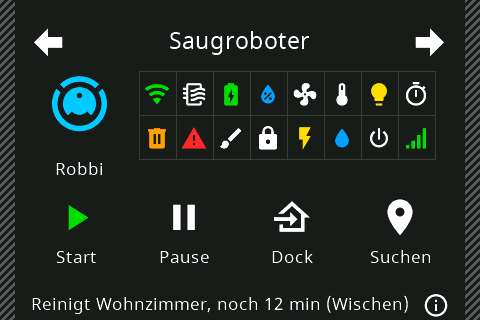 Saugroboter
Robbi
Start Pause Dock Suchen
Reinigt Wohnzimmer, noch 12 min (Wischen)